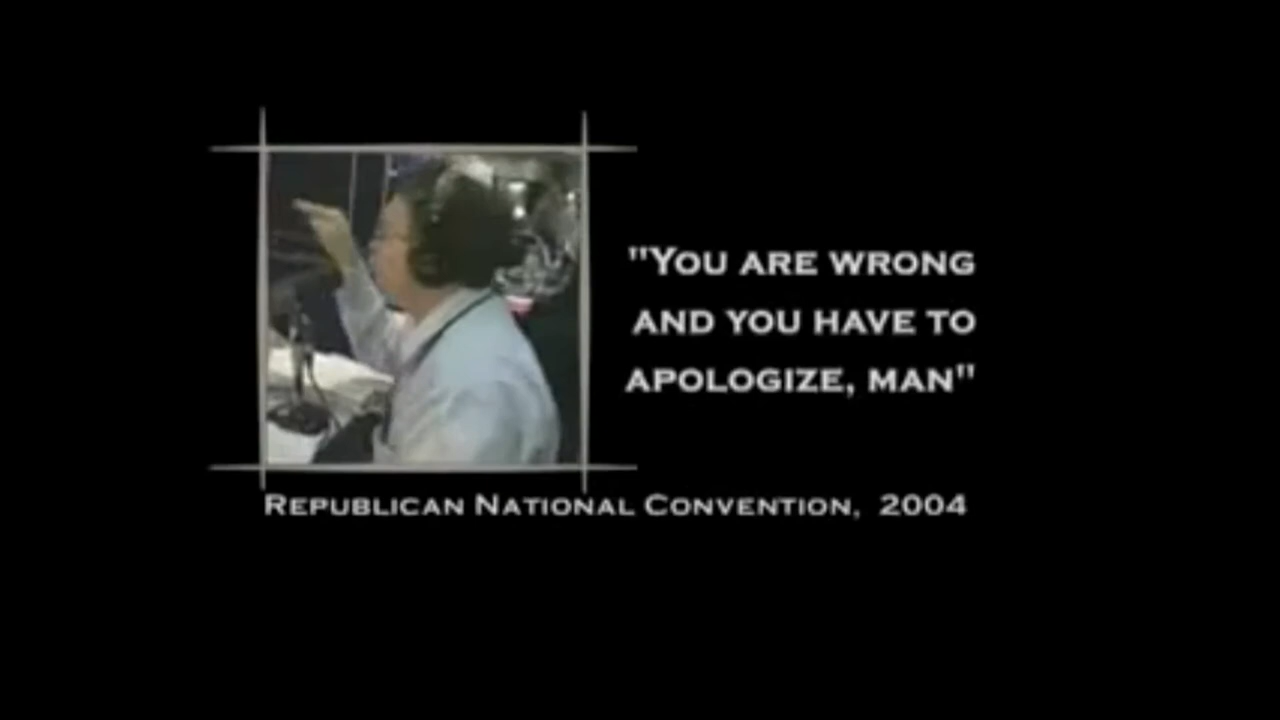 "YOU ARE WRONG
AND YOU HAVE TO
APOLOGIZE, MAN"
REPUBLICAN NATIONAL CONVENTION, 2004